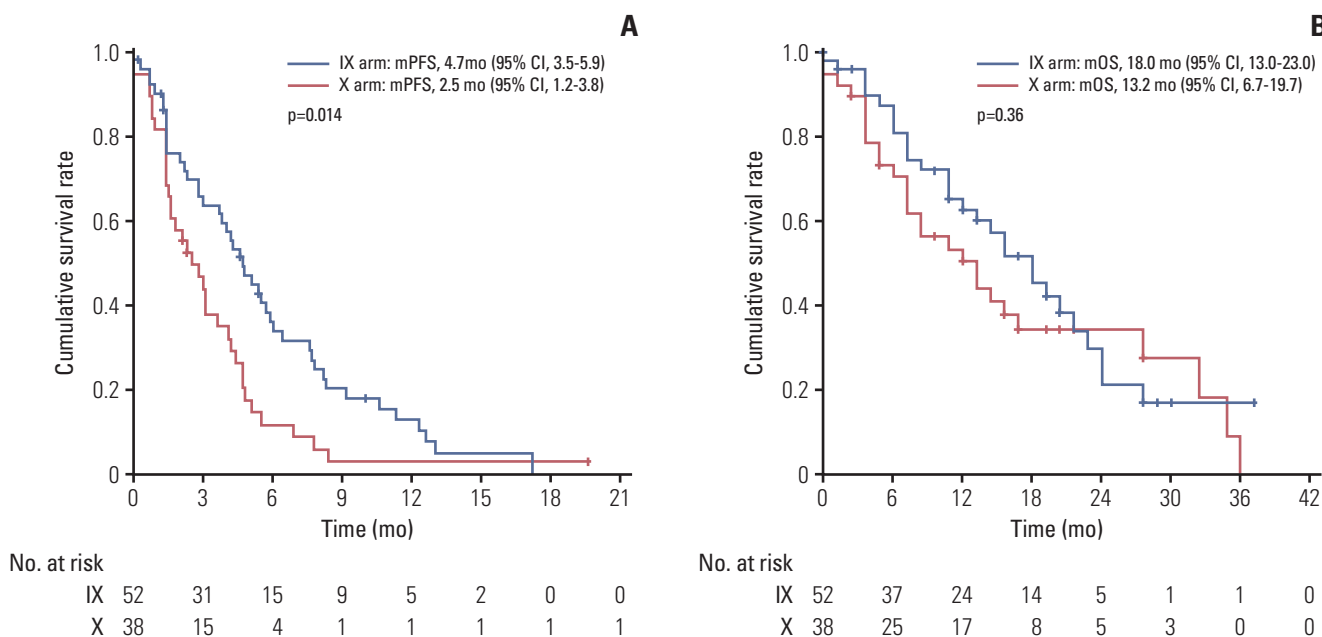 A
IX arm: mPFS, 4.7mo (95% CI, 3.5-5.9)
X arm: mPFS, 2.5 mo (95% CI, 1.2-3.8)
p=0.014
Cumulative survival rate
1.0
0.8
0.6
0.4
0.2
0
0 3 6 9 12 15 18 21
Time (mo)
No. at risk
IX 52 31 15 9 5 2 0 0
X 38 15 4 1 1 1 1 1
B
IX arm: mOS, 18.0 mo (95% CI, 13.0-23.0)
X arm: mOS, 13.2 mo (95% CI, 6.7-19.7)
p=0.36
Cumulative survival rate
1.0
0.8
0.6
0.4
0.2
0
0 6 12 18 24 30 36 42
Time (mo)
No. at risk
IX 52 37 24 14 5 1 1 0
X 38 25 17 8 5 3 0 0